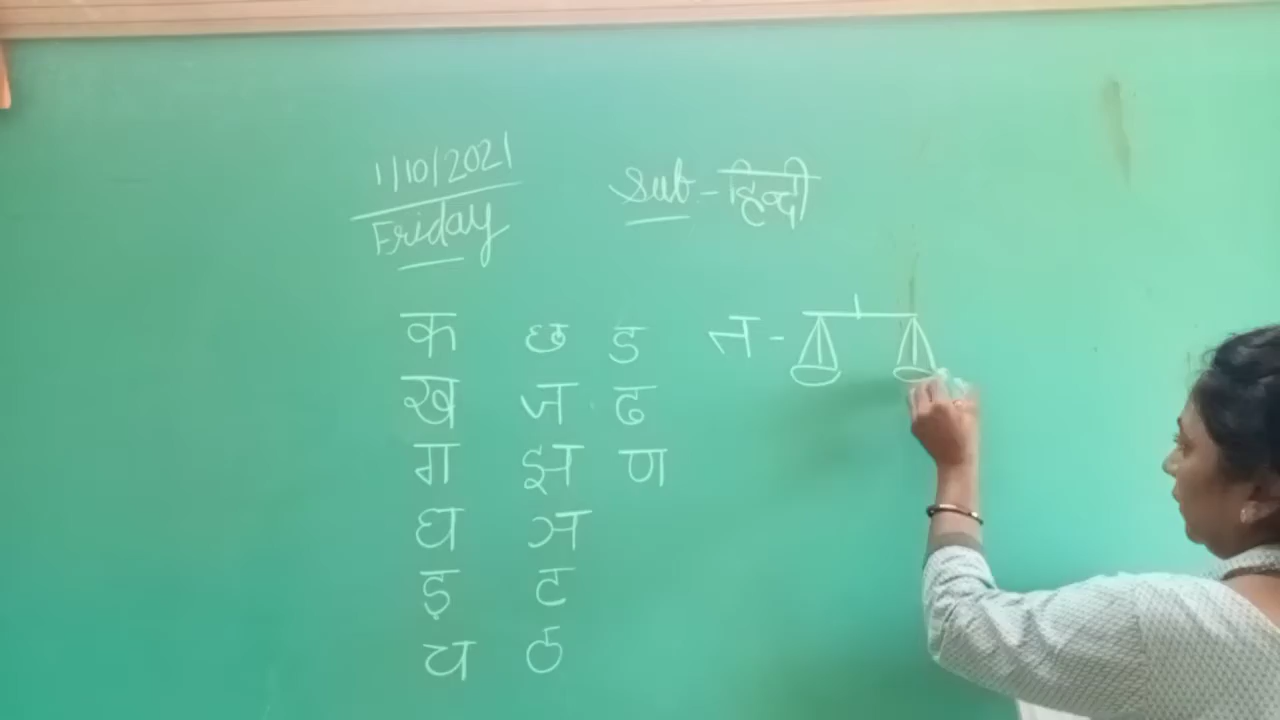 1/10/2021
Friday
Sub - हिन्दी
क छ ड त -
ख ज ढ
ग झ ण
घ ञ
ङ ट
च ठ